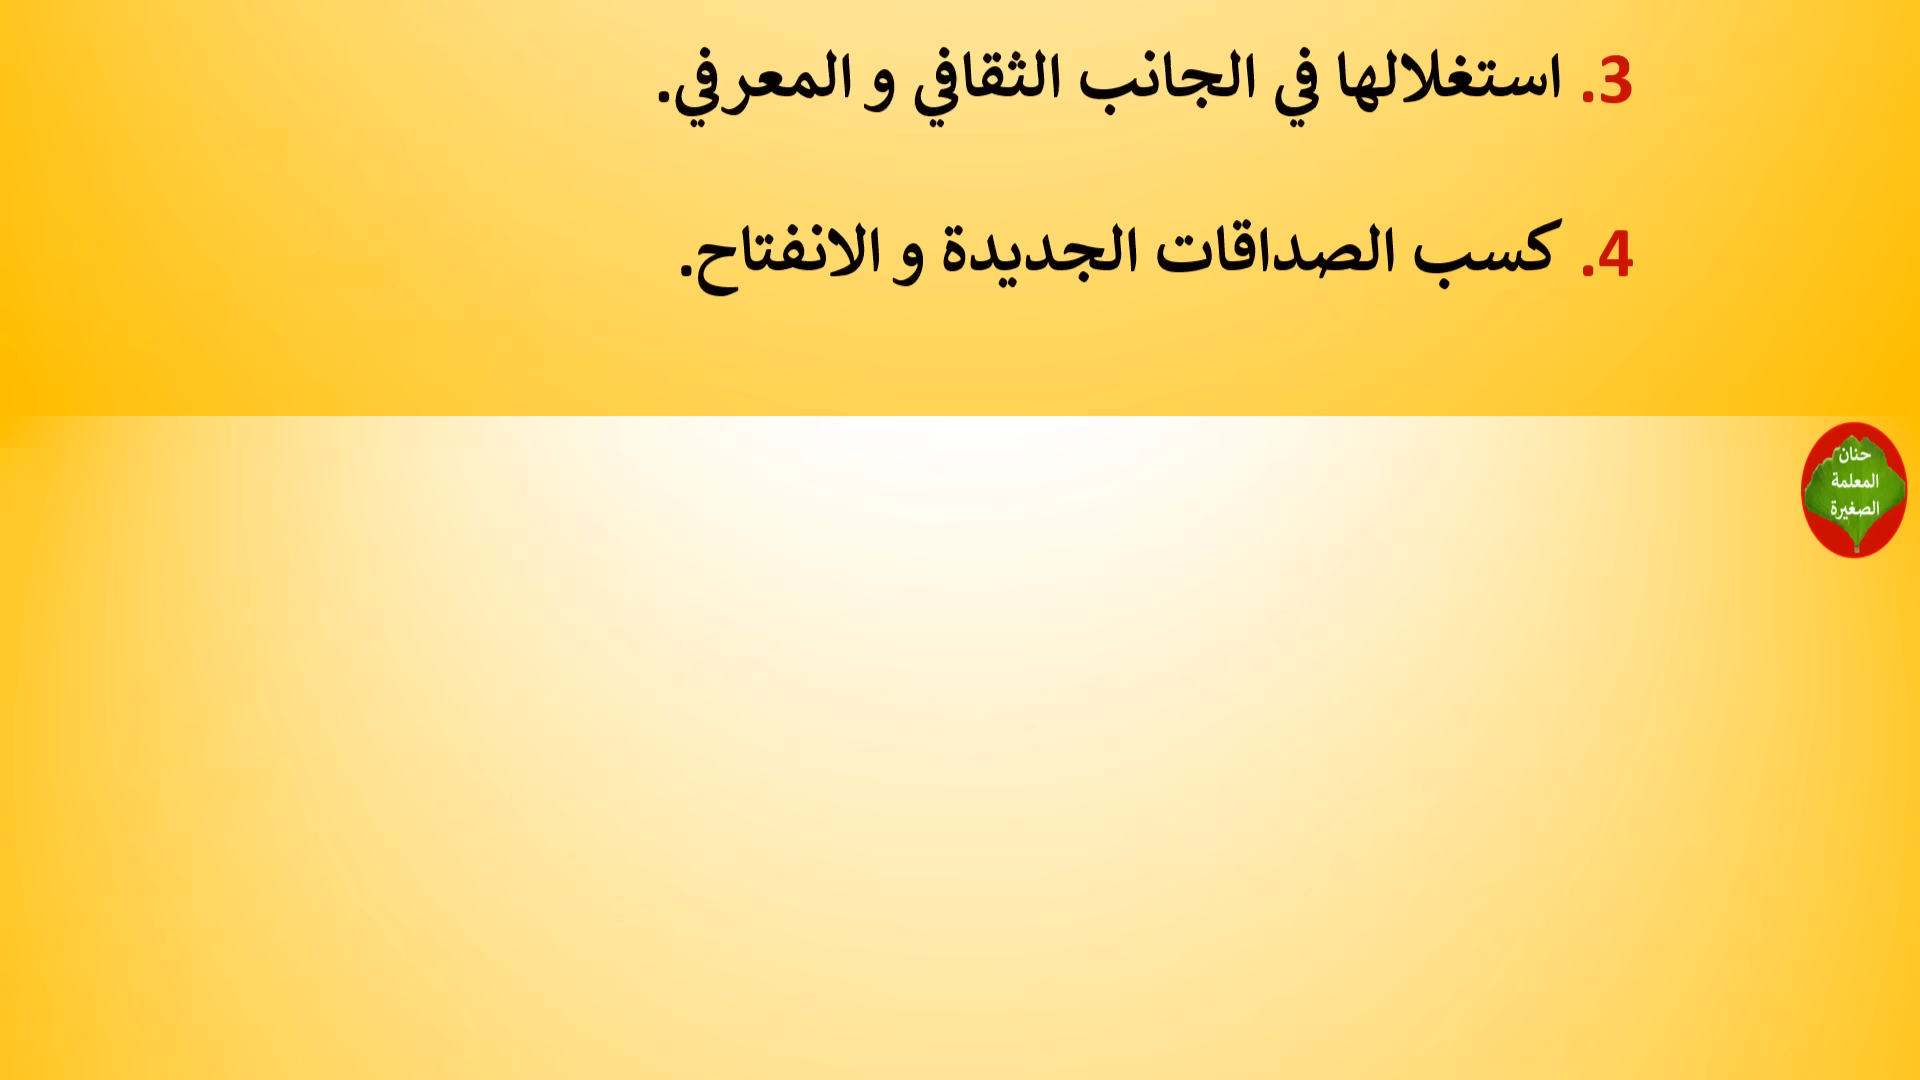 3. استغلالها في الجانب الثقافي و المعرفي.
4. كسب الصداقات الجديدة و الانفتاح.
حنان
المعلمة
الصغيرة